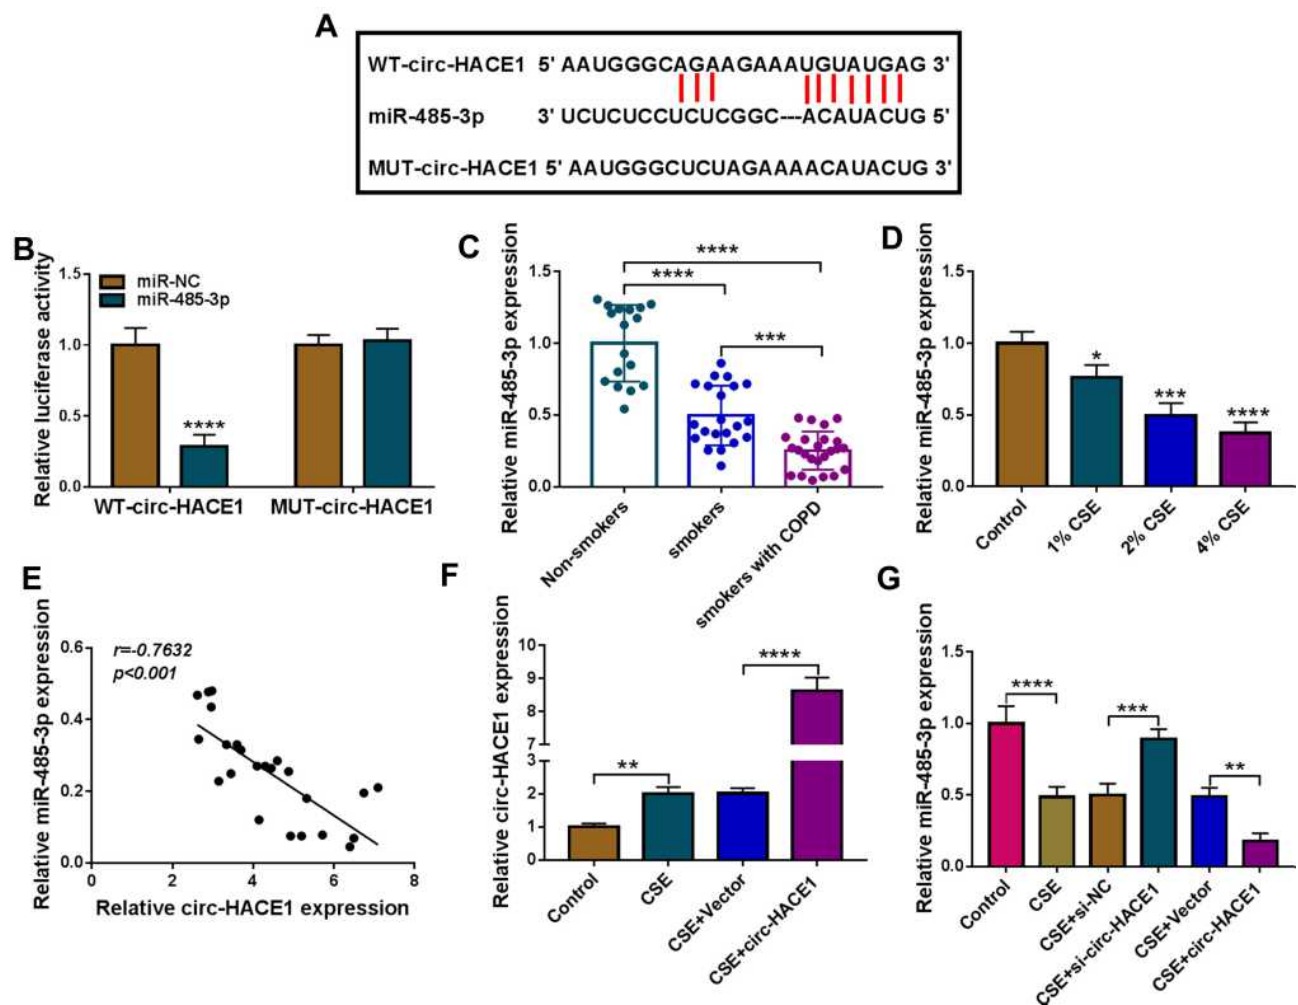 A
WT-circ-HACE1 5' AAUGGGCAGAAGAAAUGUAUGAG 3'
miR-485-3p 3' UCUCUCCUCUCGGC---ACAUACUG 5'
MUT-circ-HACE1 5' AAUGGGCUCUAGAAAACAUACUG 3'
B
Relative luciferase activity
1.5
1.0
0.5
0.0
miR-NC
miR-485-3p
****
WT-circ-HACE1
MUT-circ-HACE1
C
Relative miR-485-3p expression
1.5
1.0
0.5
0.0
****
****
***
Non-smokers
smokers
smokers with COPD
D
Relative miR-485-3p expression
1.5
1.0
0.5
0.0
*
***
****
Control
1% CSE
2% CSE
4% CSE
E
Relative miR-485-3p expression
0.6
0.4
0.2
0.0
r=-0.7632
p<0.001
0
2
4
6
8
Relative circ-HACE1 expression
F
Relative circ-HACE1 expression
10
9
8
7
3
2
1
0
**
****
Control
CSE
CSE+Vector
CSE+circ-HACE1
G
Relative miR-485-3p expression
1.5
1.0
0.5
0.0
****
***
**
Control
CSE
CSE+si-NC
CSE+si-circ-HACE1
CSE+Vector
CSE+circ-HACE1